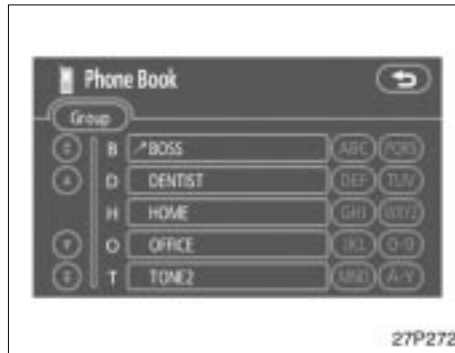 Phone Book
Group
B BOSS ABC PQRS
D DENTIST DEF TUV
H HOME GHI WXYZ
O OFFICE JKL 0-9
T TONE2 MNO A-Y
27P272